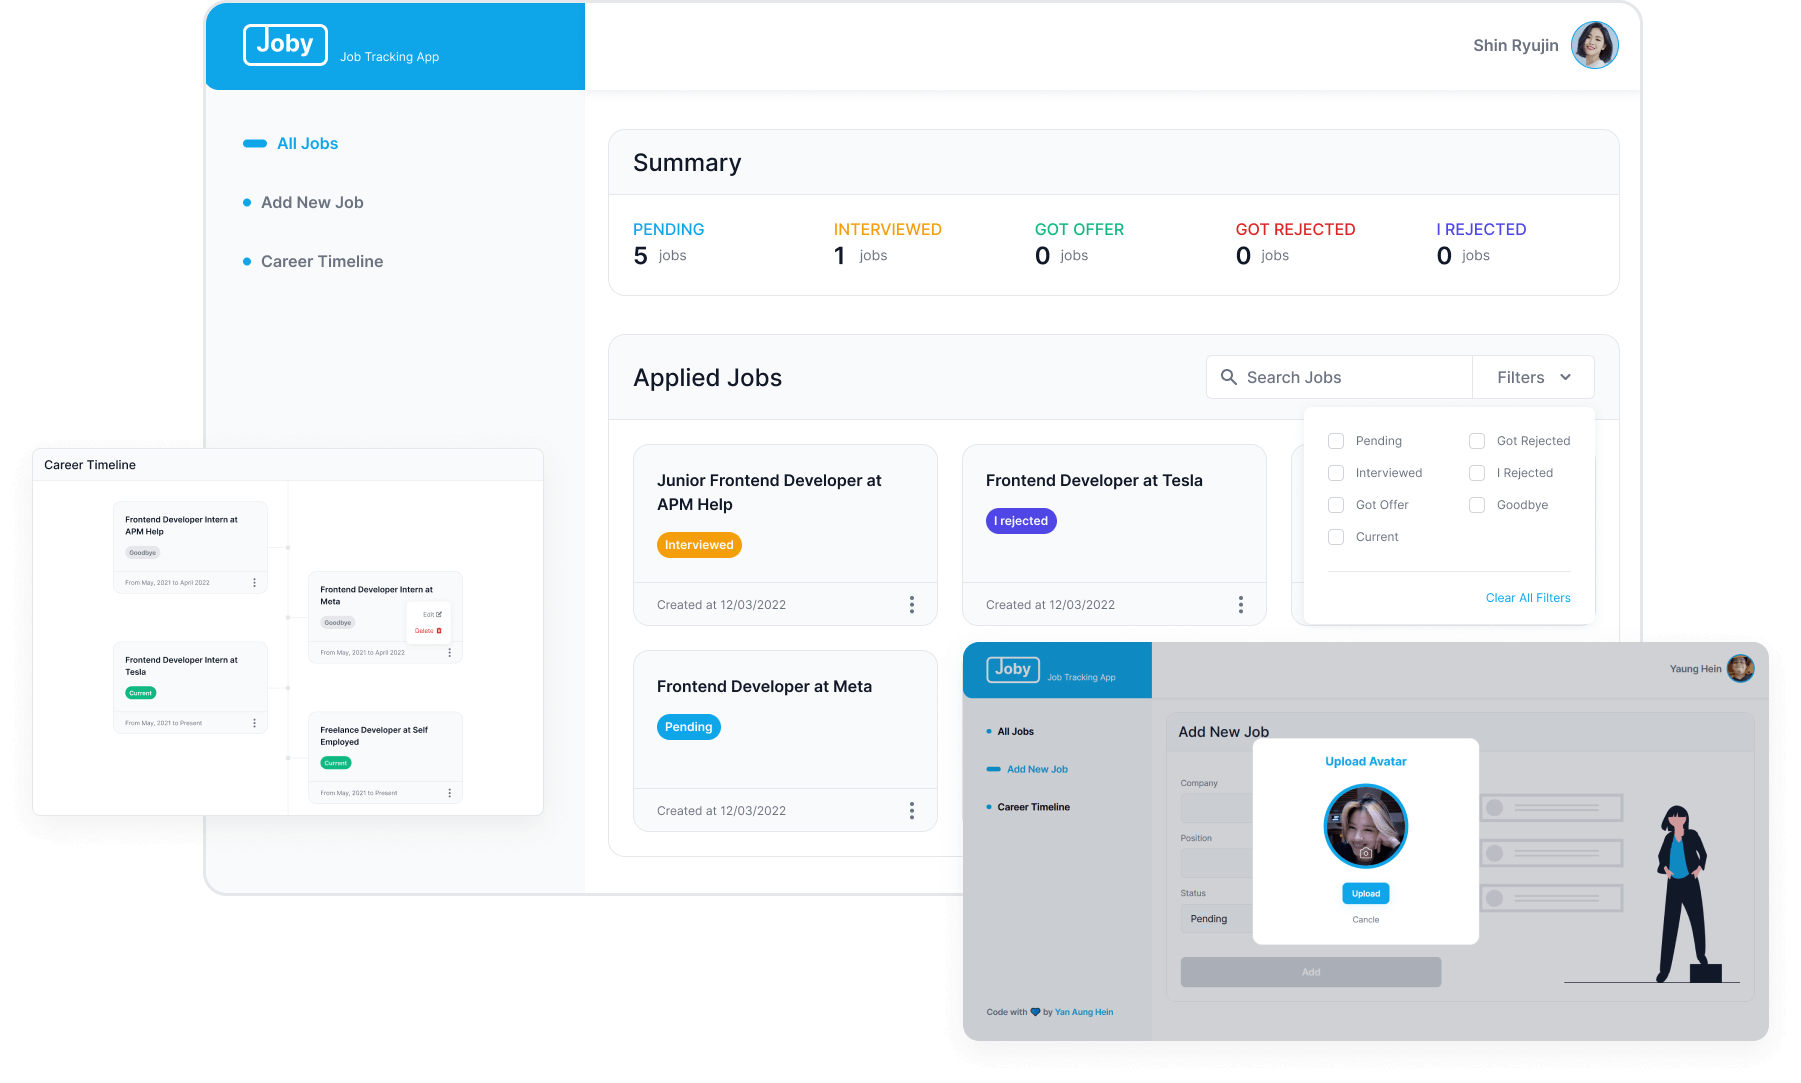 Joby
Job Tracking App
Shin Ryujin
All Jobs
Add New Job
Career Timeline
Summary
PENDING
5 jobs
INTERVIEWED
1 jobs
GOT OFFER
0 jobs
GOT REJECTED
0 jobs
I REJECTED
0 jobs
Applied Jobs
Search Jobs
Filters
Pending
Got Rejected
Interviewed
I Rejected
Got Offer
Goodbye
Current
Clear All Filters
Junior Frontend Developer at
APM Help
Interviewed
Created at 12/03/2022
Frontend Developer at Tesla
I rejected
Created at 12/03/2022
Frontend Developer at Meta
Pending
Created at 12/03/2022
Career Timeline
Frontend Developer Intern at
APM Help
Goodbye
From May, 2021 to April 2022
Frontend Developer Intern at
Meta
Goodbye
Edit
Delete
From May, 2021 to April 2022
Frontend Developer Intern at
Tesla
Current
From May, 2021 to Present
Freelance Developer at Self
Employed
Current
From May, 2021 to Present
Joby
Job Tracking App
Yaung Hein
All Jobs
Add New Job
Career Timeline
Code with by Yan Aung Hein
Add New Job
Company
Position
Status
Pending
Add
Upload Avatar
Upload
Cancle